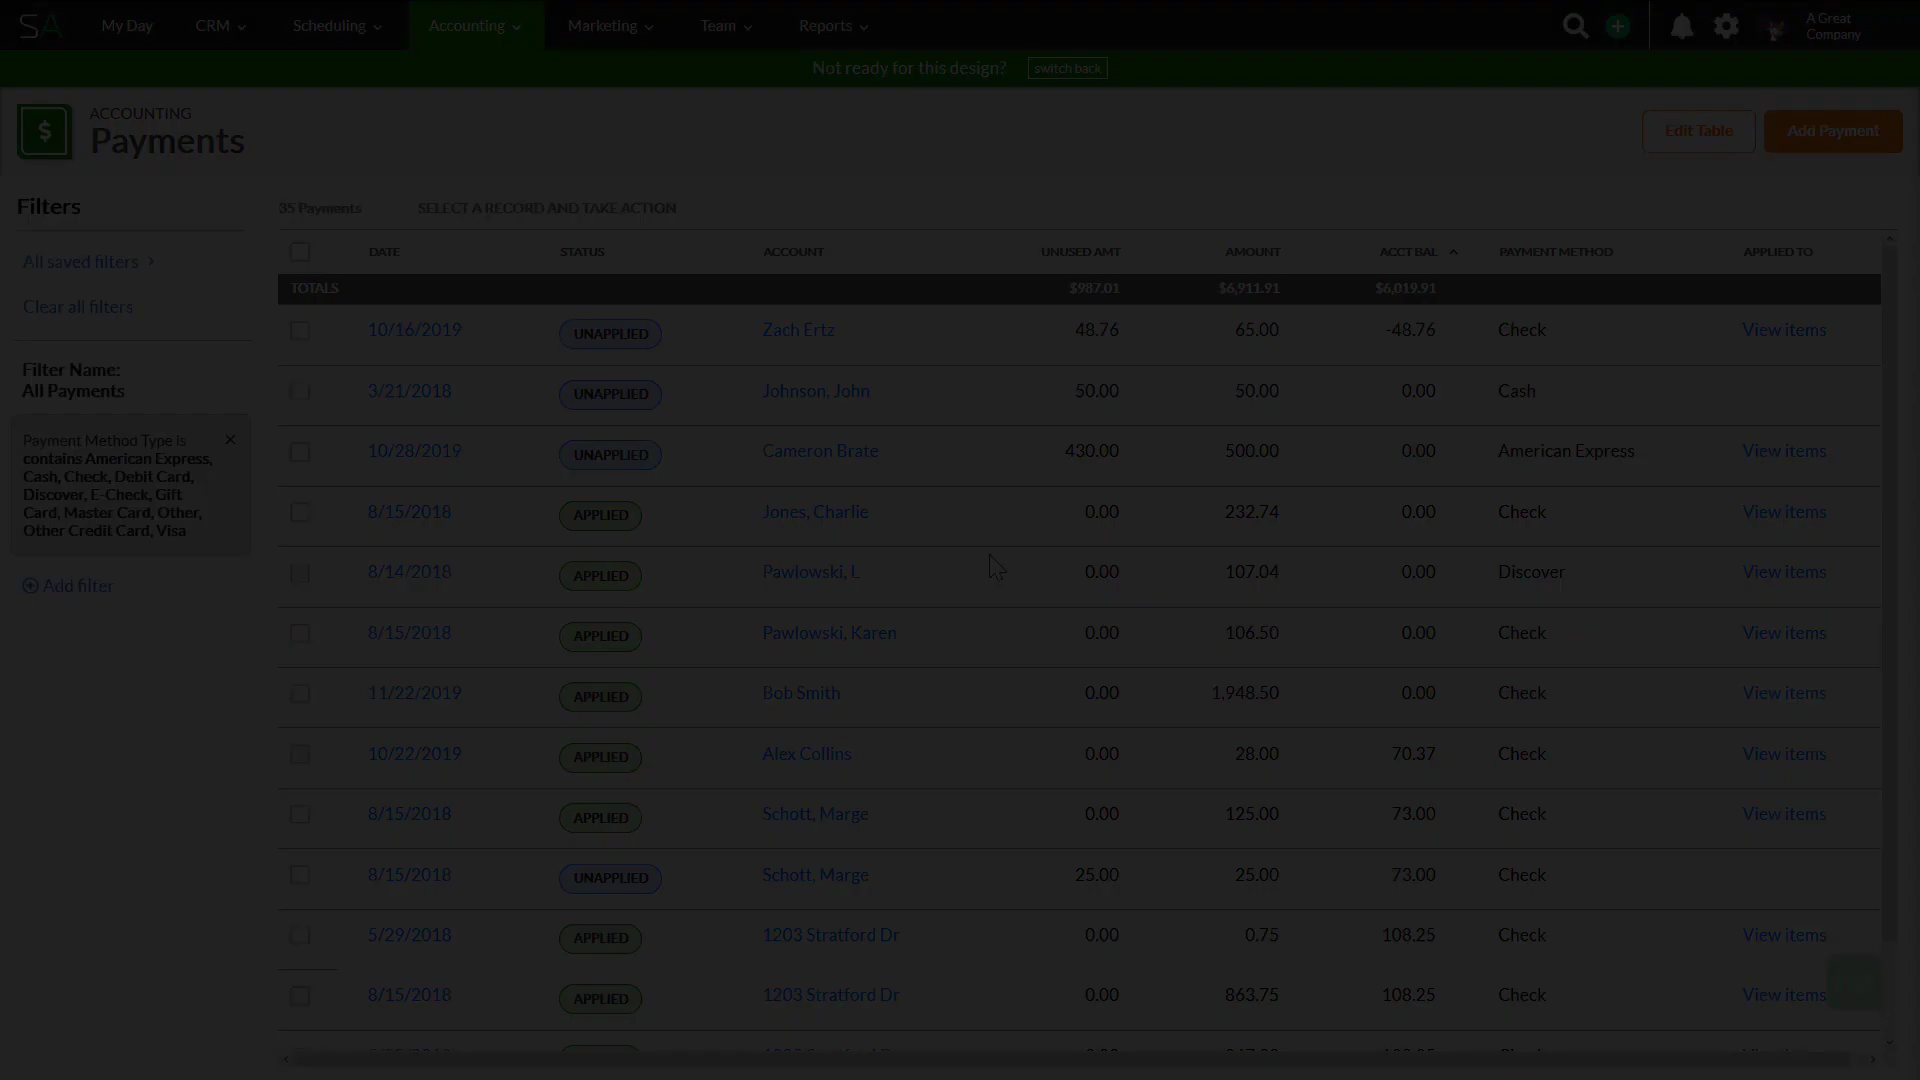 SA My Day CRM Scheduling Accounting Marketing Team Reports A Great
Company
Not ready for this design? switch back
$ ACCOUNTING
Payments
Edit Table Add Payment
Filters
All saved filters
Clear all filters
Filter Name:
All Payments
Payment Method Type is
contains American Express,
Cash, Check, Debit Card,
Discover, E-Check, Gift
Card, Master Card, Other,
Other Credit Card, Visa
Add filter
35 Payments SELECT A RECORD AND TAKE ACTION
DATE STATUS ACCOUNT UNUSED AMT AMOUNT ACCT BAL PAYMENT METHOD APPLIED TO
TOTALS $987.01 $6,911.91 $6,019.91
10/16/2019 UNAPPLIED Zach Ertz 48.76 65.00 -48.76 Check View items
3/21/2018 UNAPPLIED Johnson, John 50.00 50.00 0.00 Cash
10/28/2019 UNAPPLIED Cameron Brate 430.00 500.00 0.00 American Express View items
8/15/2018 APPLIED Jones, Charlie 0.00 232.74 0.00 Check View items
8/14/2018 APPLIED Pawlowski, L 0.00 107.04 0.00 Discover View items
8/15/2018 APPLIED Pawlowski, Karen 0.00 106.50 0.00 Check View items
11/22/2019 APPLIED Bob Smith 0.00 1,948.50 0.00 Check View items
10/22/2019 APPLIED Alex Collins 0.00 28.00 70.37 Check View items
8/15/2018 APPLIED Schott, Marge 0.00 125.00 73.00 Check View items
8/15/2018 UNAPPLIED Schott, Marge 25.00 25.00 73.00 Check
5/29/2018 APPLIED 1203 Stratford Dr 0.00 0.75 108.25 Check View items
8/15/2018 APPLIED 1203 Stratford Dr 0.00 863.75 108.25 Check View items